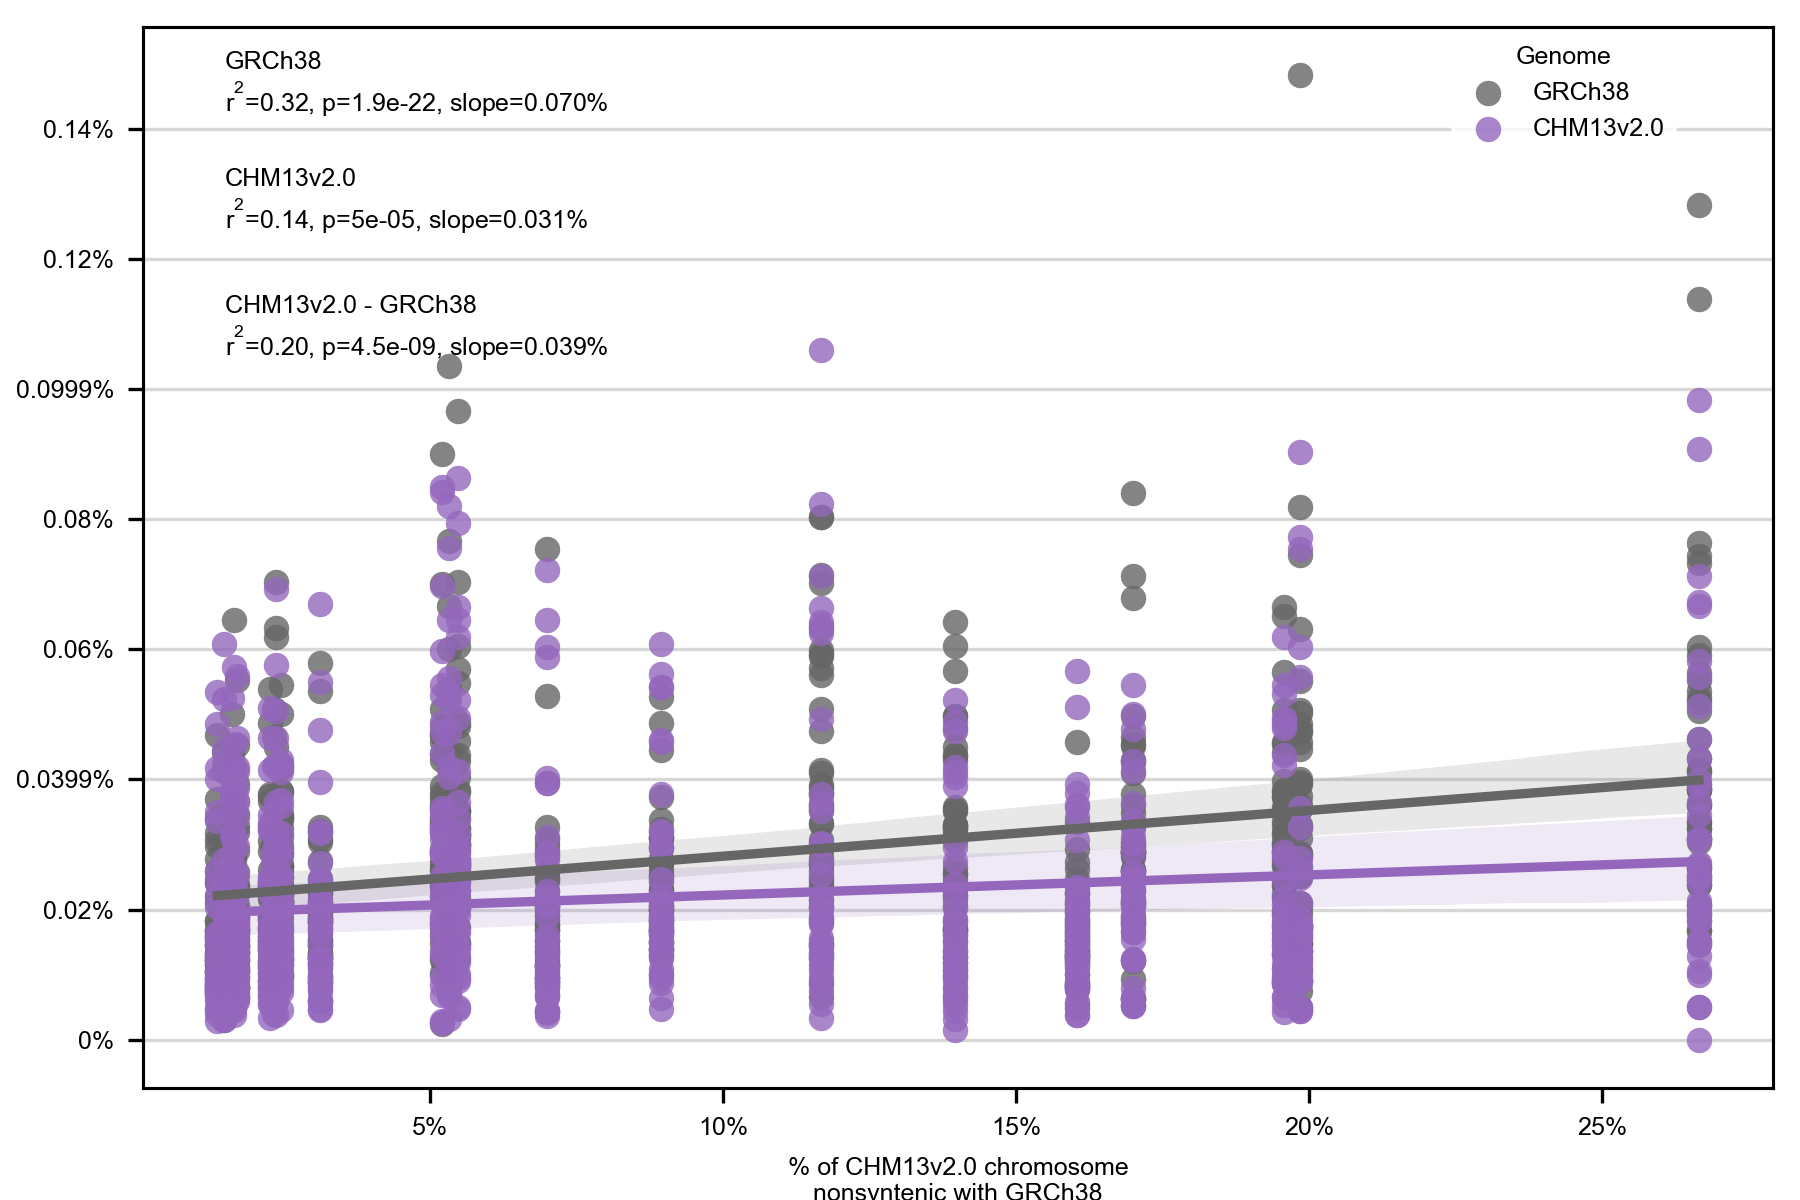 GRCh38
r²=0.32, p=1.9e-22, slope=0.070%
CHM13v2.0
r²=0.14, p=5e-05, slope=0.031%
CHM13v2.0 - GRCh38
r²=0.20, p=4.5e-09, slope=0.039%
Genome
GRCh38
CHM13v2.0
0.14%
0.12%
0.0999%
0.08%
0.06%
0.0399%
0.02%
0%
5%
10%
15%
20%
25%
% of CHM13v2.0 chromosome
nonsyntenic with GRCh38